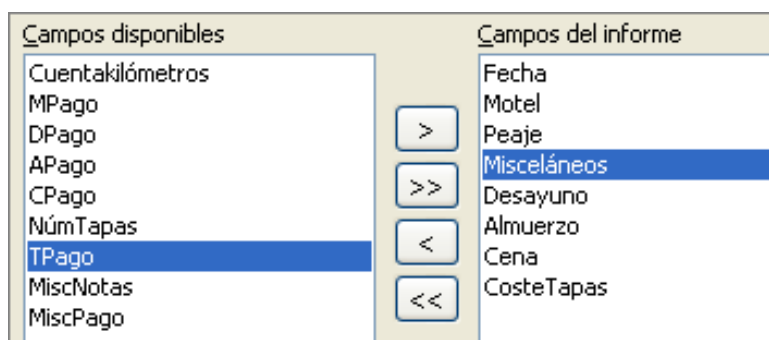 Campos disponibles
Cuentakilómetros
MPago
DPago
APago
CPago
NúmTapas
TPago
MiscNotas
MiscPago
>
>>
<
<<
Campos del informe
Fecha
Motel
Peaje
Misceláneos
Desayuno
Almuerzo
Cena
CosteTapas